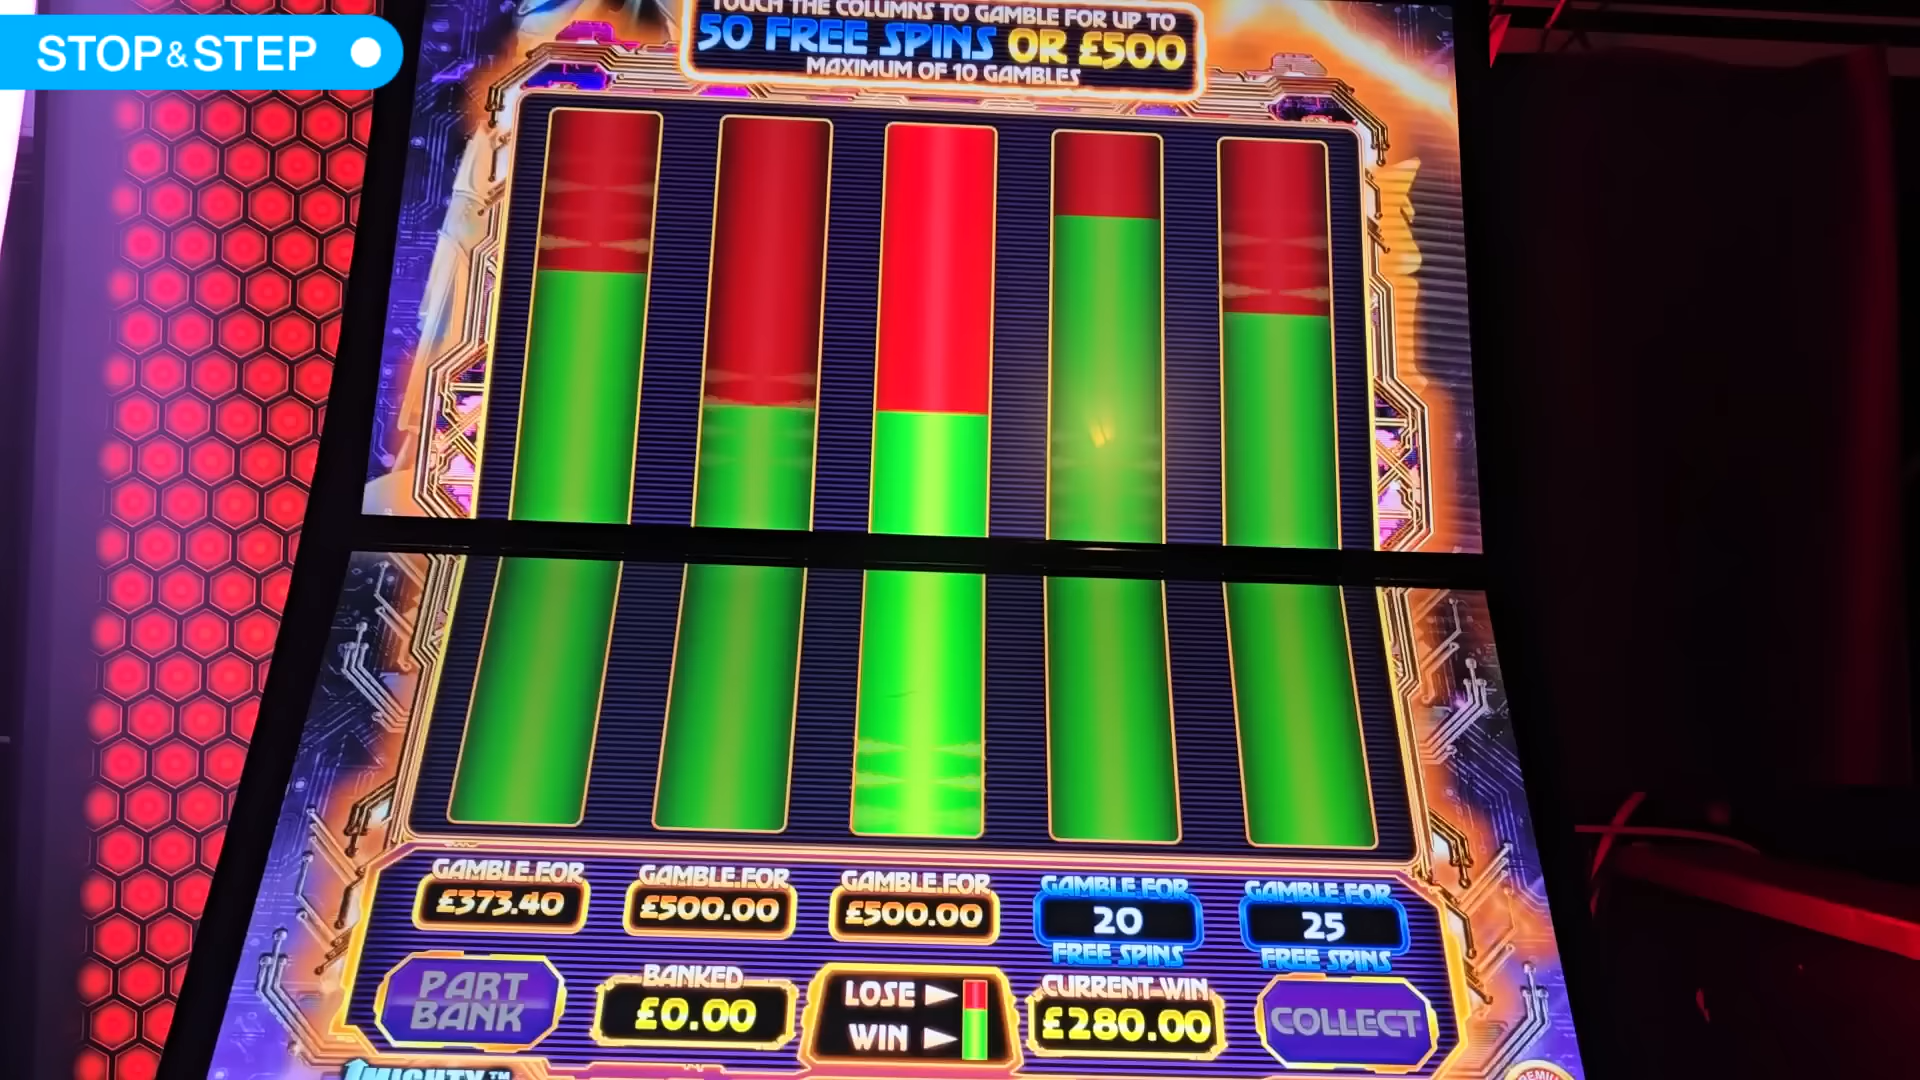 STOP&STEP
TOUCH THE COLUMNS TO GAMBLE FOR UP TO
50 FREE SPINS OR £500
MAXIMUM OF 10 GAMBLES
GAMBLE FOR
£373.40
GAMBLE FOR
£500.00
GAMBLE FOR
£500.00
GAMBLE FOR
20
FREE SPINS
GAMBLE FOR
25
FREE SPINS
PART
BANK
BANKED
£0.00
LOSE
WIN
CURRENT WIN
£280.00
COLLECT
MIGHTY™